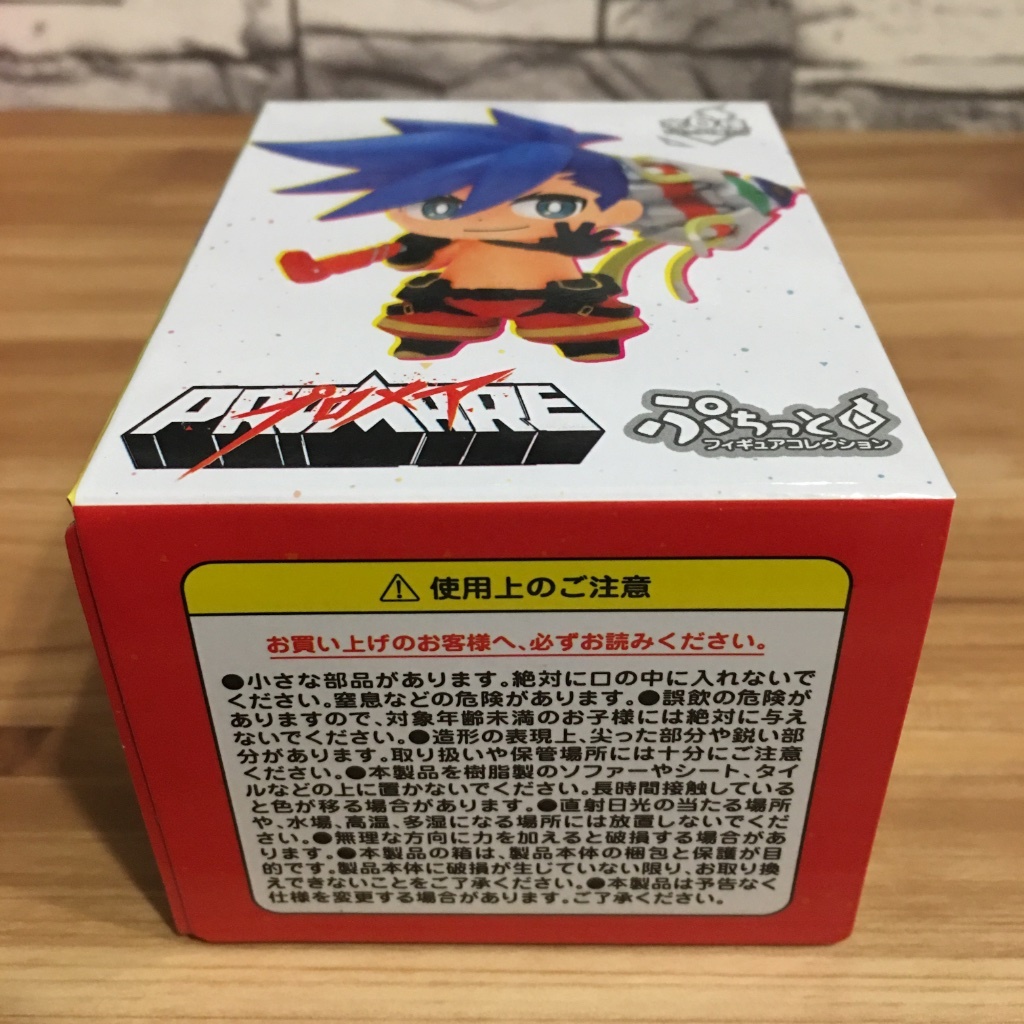 PROMARE
プロメア
ぷちっとd
フィギュアコレクション
使用上のご注意
お買い上げのお客様へ、必ずお読みください。
●小さな部品があります。絶対に口の中に入れないで
ください。窒息などの危険があります。●誤飲の危険が
ありますので、対象年齢未満のお子様には絶対に与え
ないでください。●造形の表現上、尖った部分や鋭い部
分があります。取り扱いや保管場所には十分にご注意
ください。●本製品を樹脂製のソファーやシート、タイ
ルなどの上に置かないでください。長時間接触している
と色が移る場合があります。●直射日光の当たる場所
や、水場、高温、多湿になる場所には放置しないでくだ
さい。●無理な方向に力を加えると破損する場合があ
ります。●本製品の箱は、製品本体の梱包と保護が目
的です。製品本体に破損が生じていない限り、お取り換
えできないことをご了承ください。●本製品は予告なく
仕様を変更する場合があります。ご了承ください。